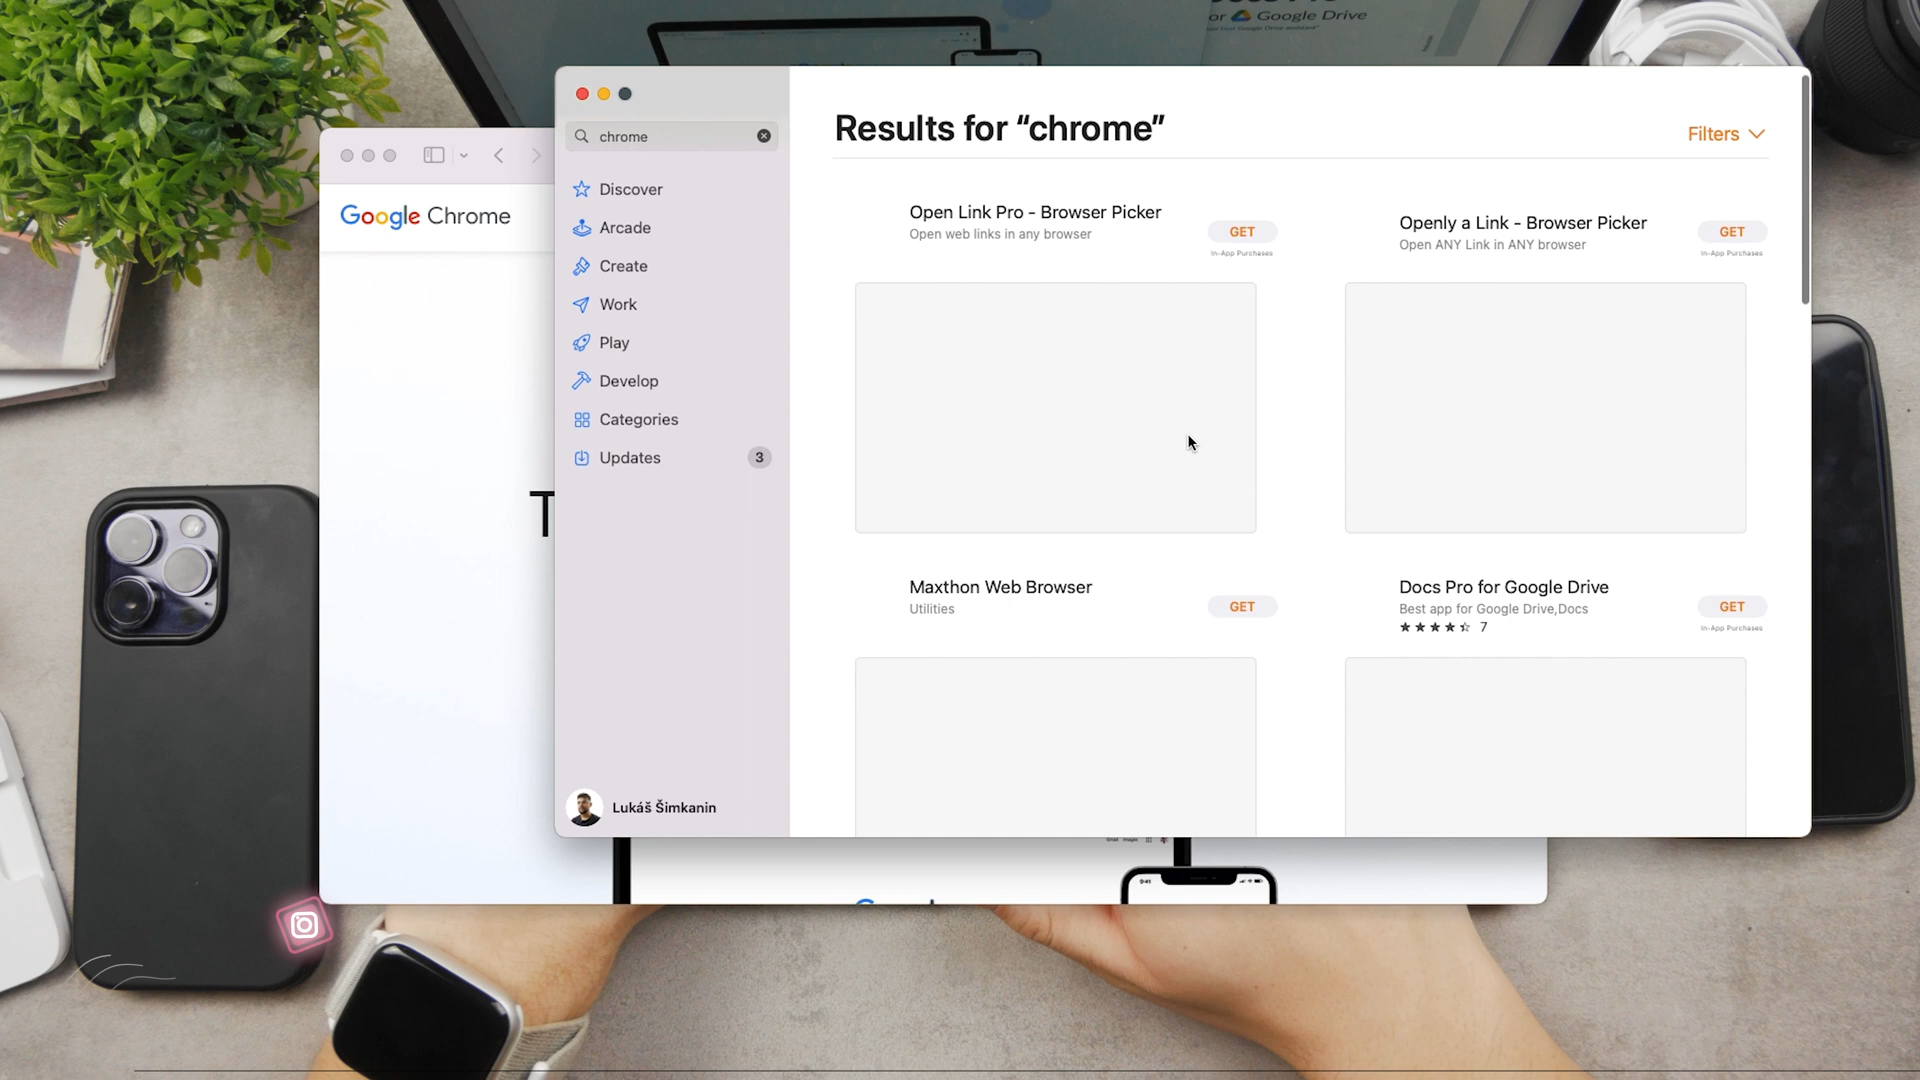 or Google Drive
chrome
Discover
Arcade
Create
Work
Play
Develop
Categories
Updates 3
Lukáš Šimkanin
Google Chrome
T
Results for “chrome”
Filters
Open Link Pro - Browser Picker
Open web links in any browser
GET
In-App Purchases
Openly a Link - Browser Picker
Open ANY Link in ANY browser
GET
In-App Purchases
Maxthon Web Browser
Utilities
GET
Docs Pro for Google Drive
Best app for Google Drive,Docs
7
GET
In-App Purchases
9:41